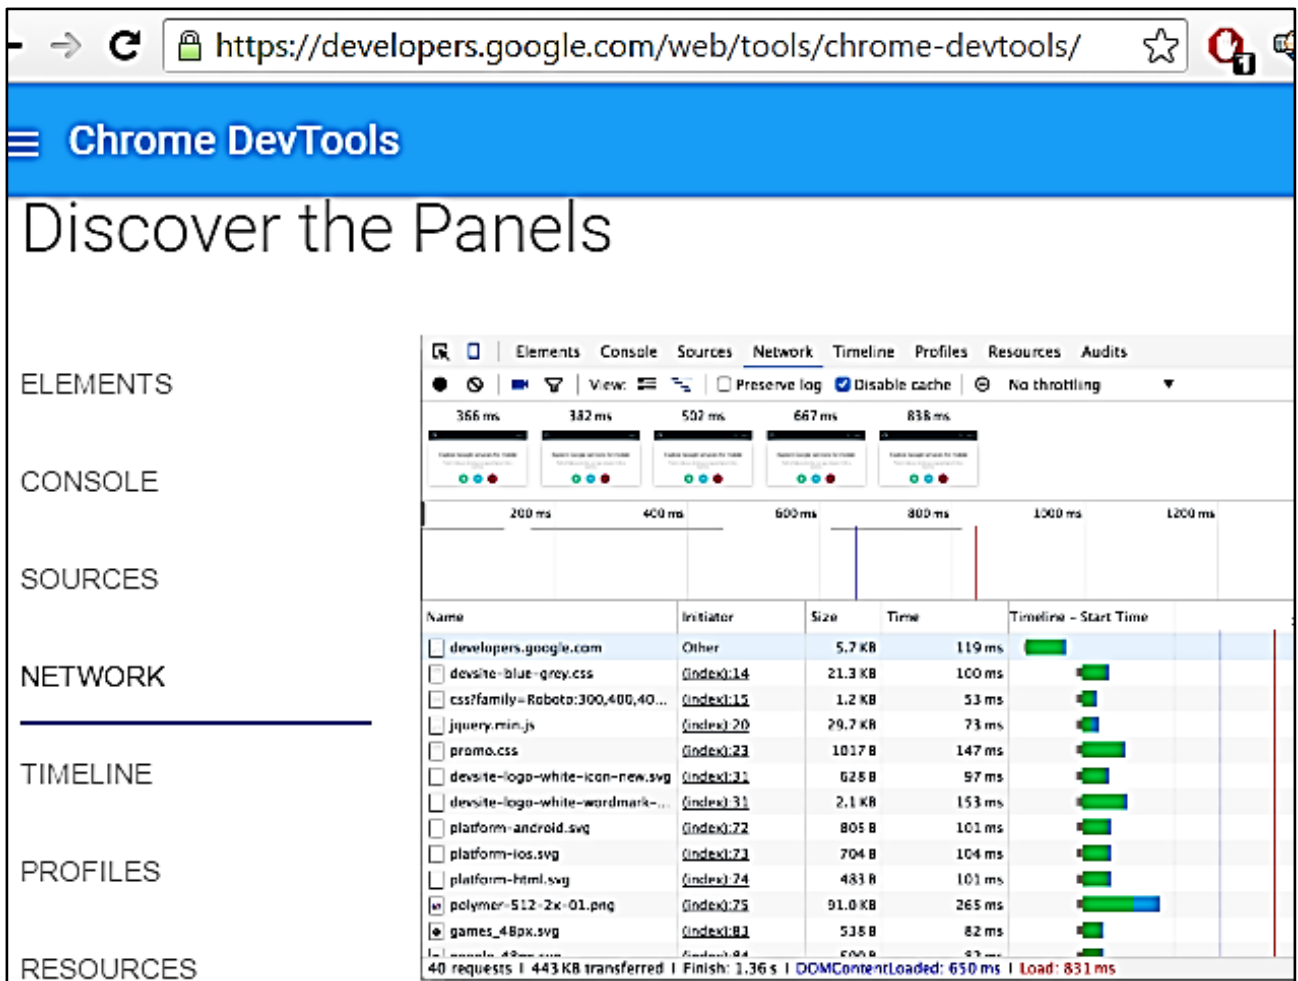 https://developers.google.com/web/tools/chrome-devtools/
1
Chrome DevTools
Discover the Panels
ELEMENTS
CONSOLE
SOURCES
NETWORK
TIMELINE
PROFILES
RESOURCES
Elements Console Sources Network Timeline Profiles Resources Audits
View: Preserve log Disable cache No throttling
366 ms 382 ms 502 ms 667 ms 838 ms
200 ms 400 ms 600 ms 800 ms 1000 ms 1200 ms
Name Initiator Size Time Timeline – Start Time
developers.google.com Other 5.7 KB 119 ms
devsite-blue-grey.css (index):14 21.3 KB 100 ms
css?family=Roboto:300,400,40... (index):15 1.2 KB 53 ms
jquery.min.js (index):20 29.7 KB 73 ms
promo.css (index):23 1017 B 147 ms
devsite-logo-white-icon-new.svg (index):31 628 B 97 ms
devsite-logo-white-wordmark-... (index):31 2.1 KB 153 ms
platform-android.svg (index):72 805 B 101 ms
platform-ios.svg (index):73 704 B 104 ms
platform-html.svg (index):74 483 B 101 ms
polymer-512-2x-01.png (index):75 91.0 KB 265 ms
games_48px.svg (index):83 538 B 82 ms
40 requests | 443 KB transferred | Finish: 1.36 s | DOMContentLoaded: 650 ms | Load: 831 ms